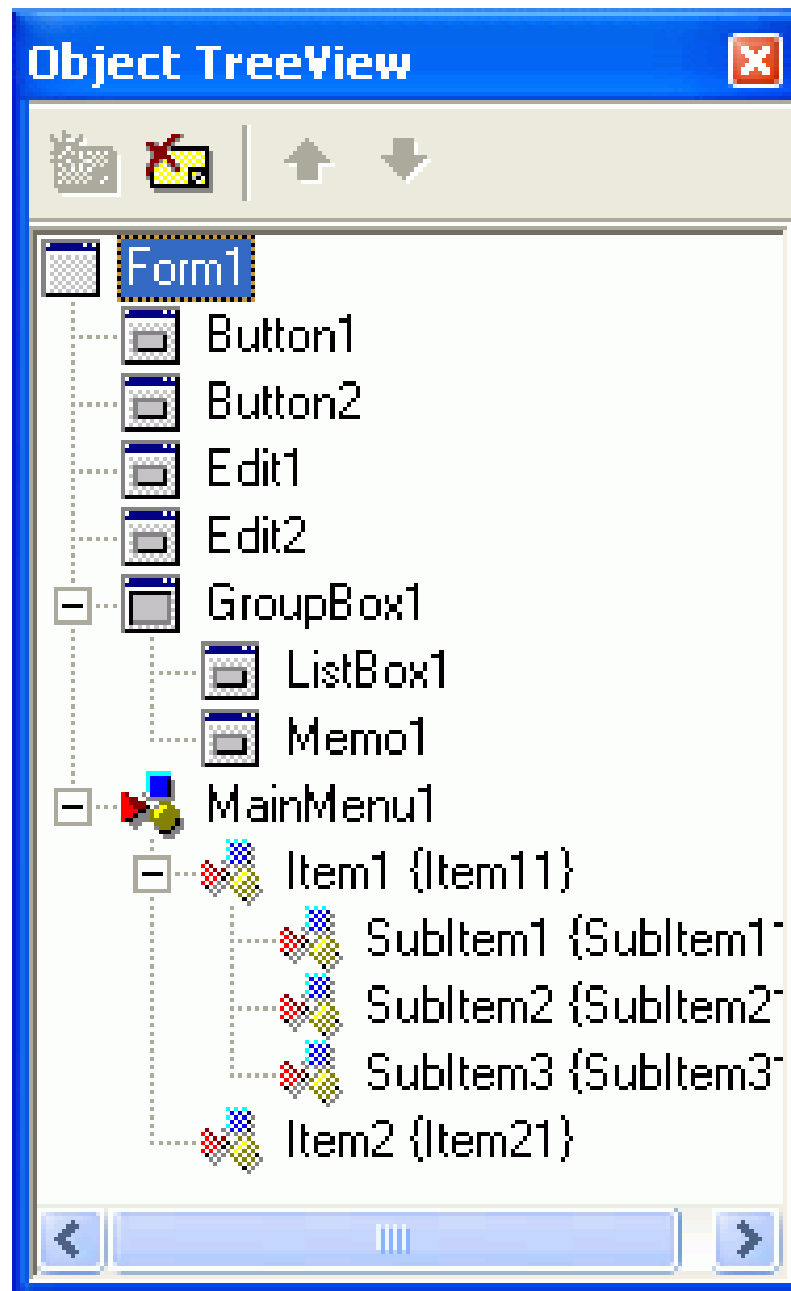 Object TreeView
Form1
Button1
Button2
Edit1
Edit2
GroupBox1
ListBox1
Memo1
MainMenu1
Item1 {Item11}
SubItem1 {SubItem1
SubItem2 {SubItem2
SubItem3 {SubItem3
Item2 {Item21}